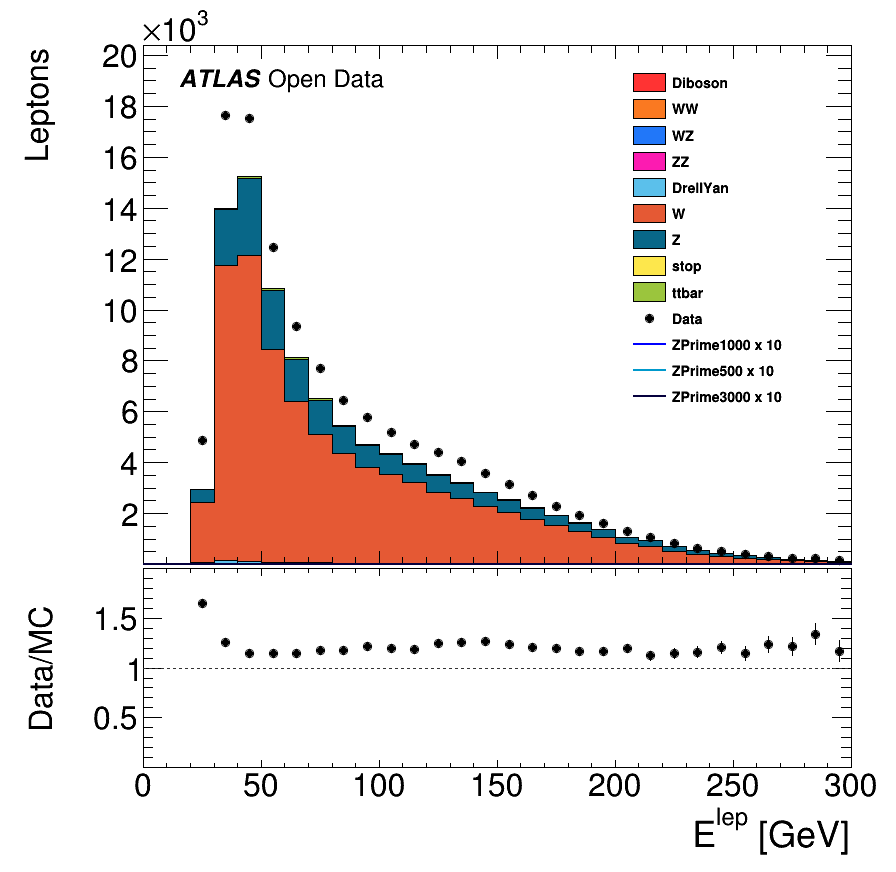 ×10³
Leptons
20
18
16
14
12
10
8
6
4
2
ATLAS Open Data
Diboson
WW
WZ
ZZ
DrellYan
W
Z
stop
ttbar
Data
ZPrime1000 x 10
ZPrime500 x 10
ZPrime3000 x 10
Data/MC
1.5
1
0.5
0 50 100 150 200 250 300
E^lep [GeV]